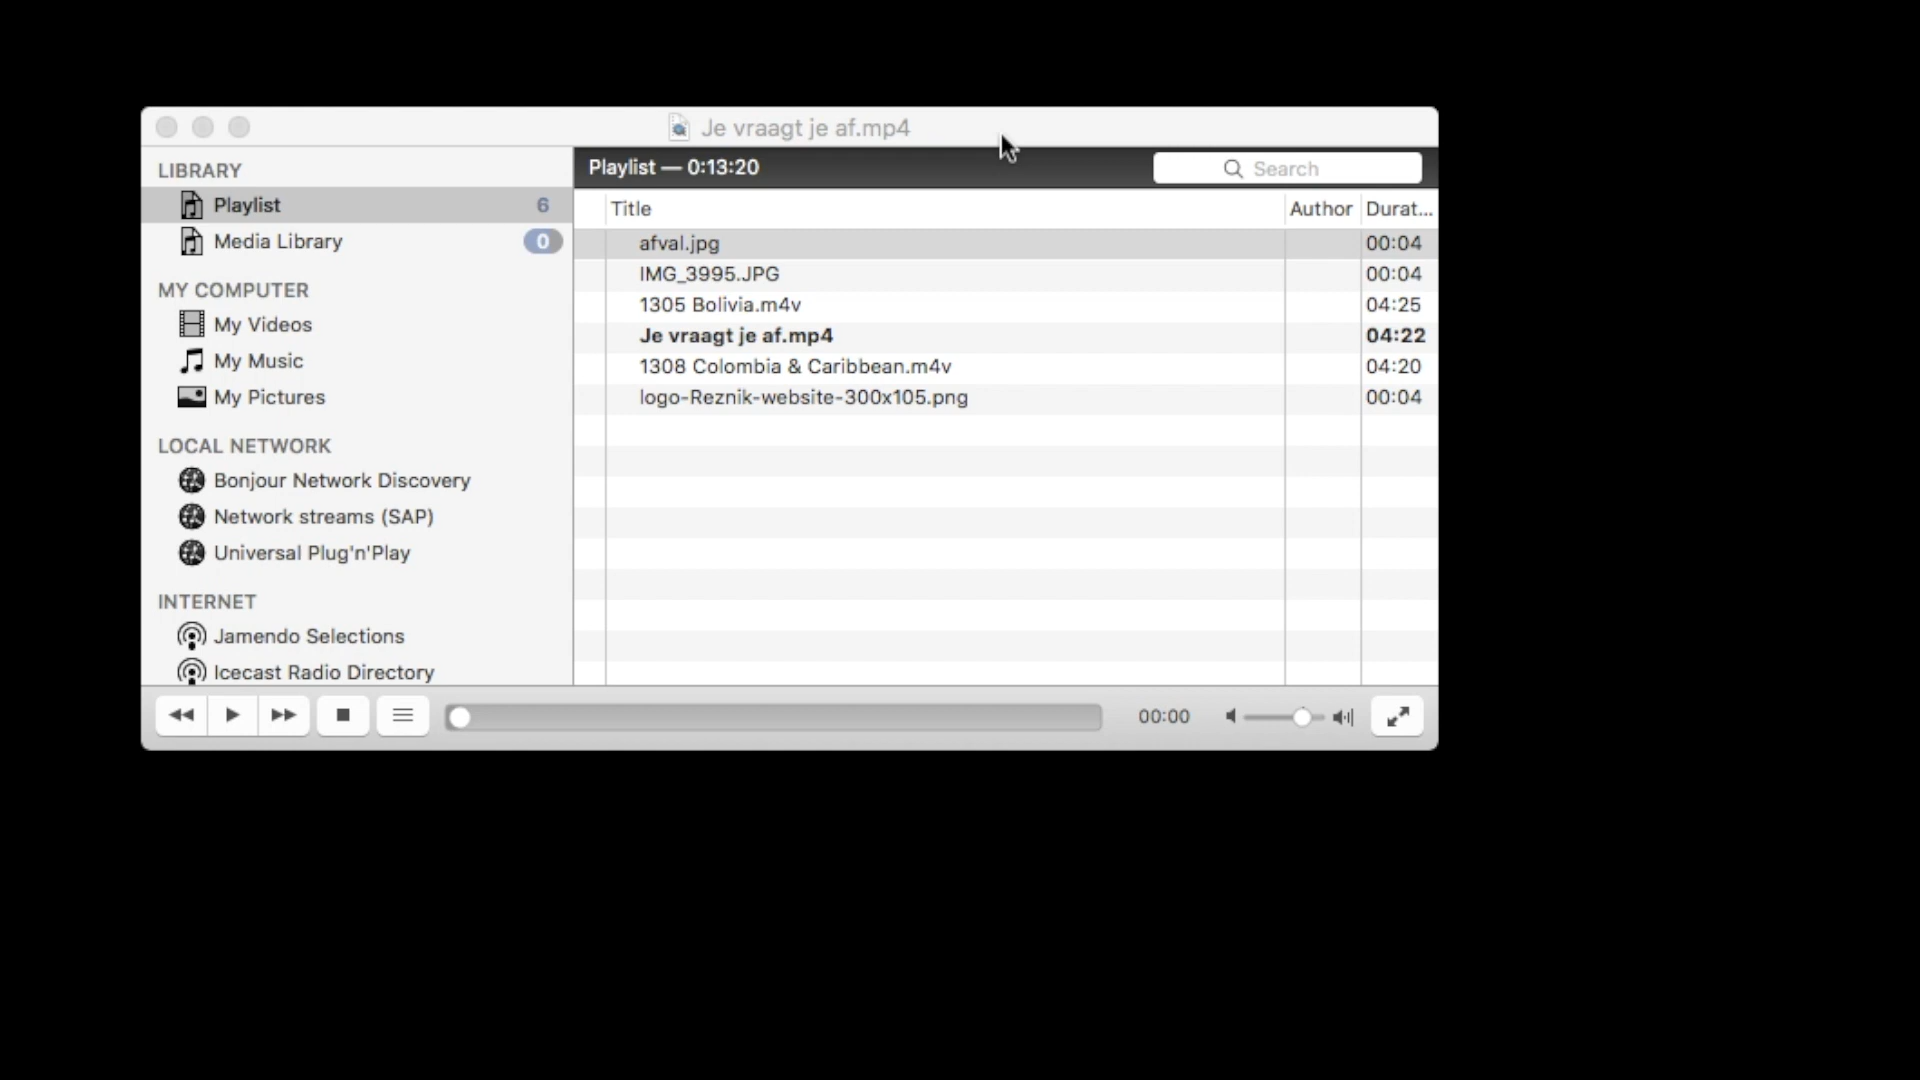 Je vraagt je af.mp4
LIBRARY
Playlist 6
Media Library 0
MY COMPUTER
My Videos
My Music
My Pictures
LOCAL NETWORK
Bonjour Network Discovery
Network streams (SAP)
Universal Plug'n'Play
INTERNET
Jamendo Selections
Icecast Radio Directory
Playlist — 0:13:20
Search
Title Author Durat...
afval.jpg 00:04
IMG_3995.JPG 00:04
1305 Bolivia.m4v 04:25
Je vraagt je af.mp4 04:22
1308 Colombia & Caribbean.m4v 04:20
logo-Reznik-website-300x105.png 00:04
00:00